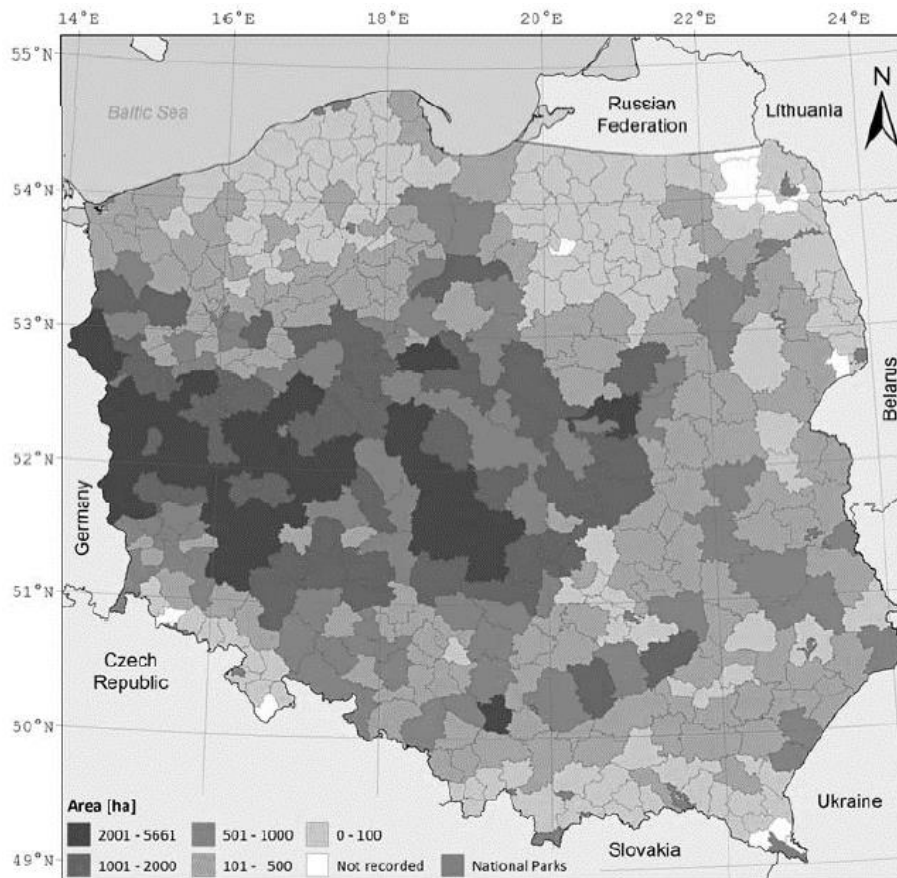 14°E 16°E 18°E 20°E 22°E 24°E
55°N
N
Baltic Sea
Russian
Federation
Lithuania
54°N
53°N
Belarus
52°N
Germany
51°N
Czech
Republic
50°N
Ukraine
Area [ha]
2001 - 5661 501 - 1000 0 - 100
1001 - 2000 101 - 500 Not recorded National Parks
Slovakia
49°N